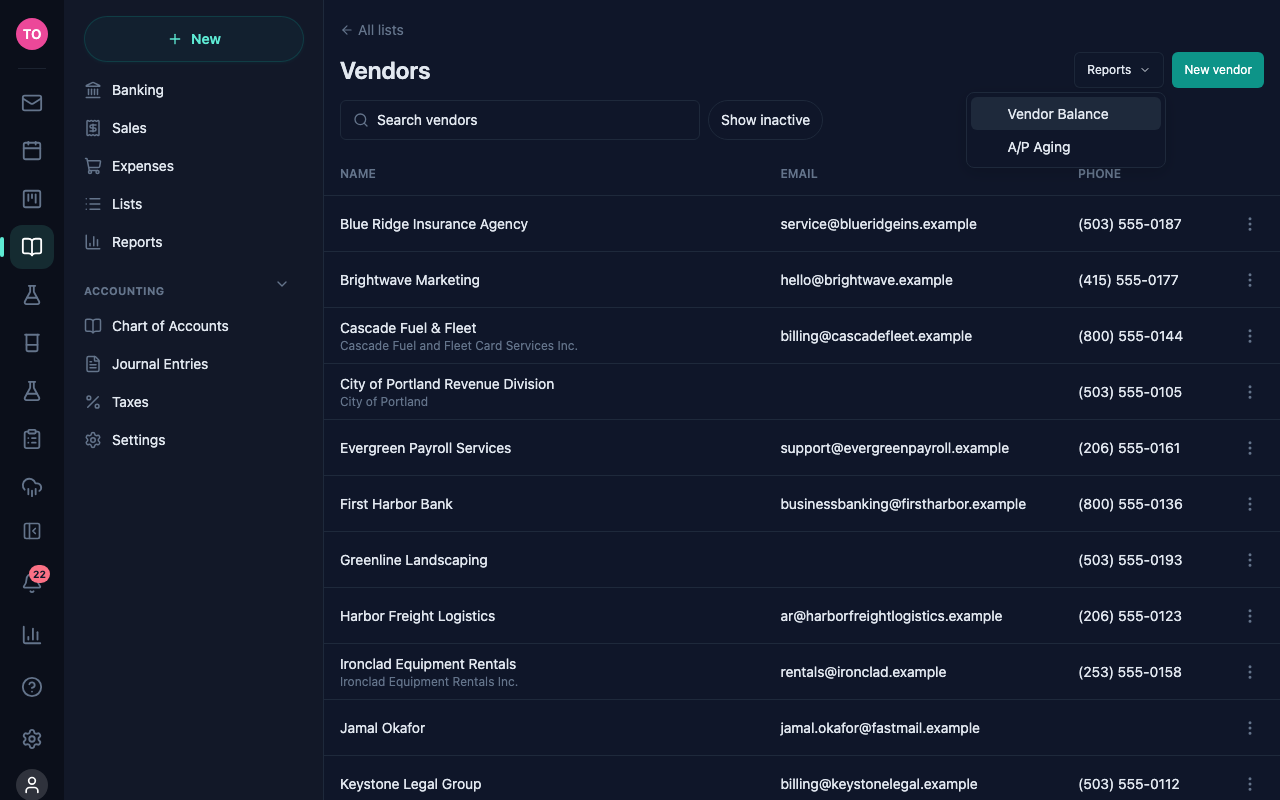 TO
22
New
Banking
Sales
Expenses
Lists
Reports
ACCOUNTING
Chart of Accounts
Journal Entries
Taxes
Settings
All lists
Vendors
Reports
New vendor
Search vendors
Show inactive
Vendor Balance
A/P Aging
NAME EMAIL PHONE
Blue Ridge Insurance Agency service@blueridgeins.example (503) 555-0187
Brightwave Marketing hello@brightwave.example (415) 555-0177
Cascade Fuel & Fleet
Cascade Fuel and Fleet Card Services Inc.
billing@cascadefleet.example (800) 555-0144
City of Portland Revenue Division
City of Portland
(503) 555-0105
Evergreen Payroll Services support@evergreenpayroll.example (206) 555-0161
First Harbor Bank businessbanking@firstharbor.example (800) 555-0136
Greenline Landscaping (503) 555-0193
Harbor Freight Logistics ar@harborfreightlogistics.example (206) 555-0123
Ironclad Equipment Rentals
Ironclad Equipment Rentals Inc.
rentals@ironclad.example (253) 555-0158
Jamal Okafor jamal.okafor@fastmail.example
Keystone Legal Group billing@keystonelegal.example (503) 555-0112